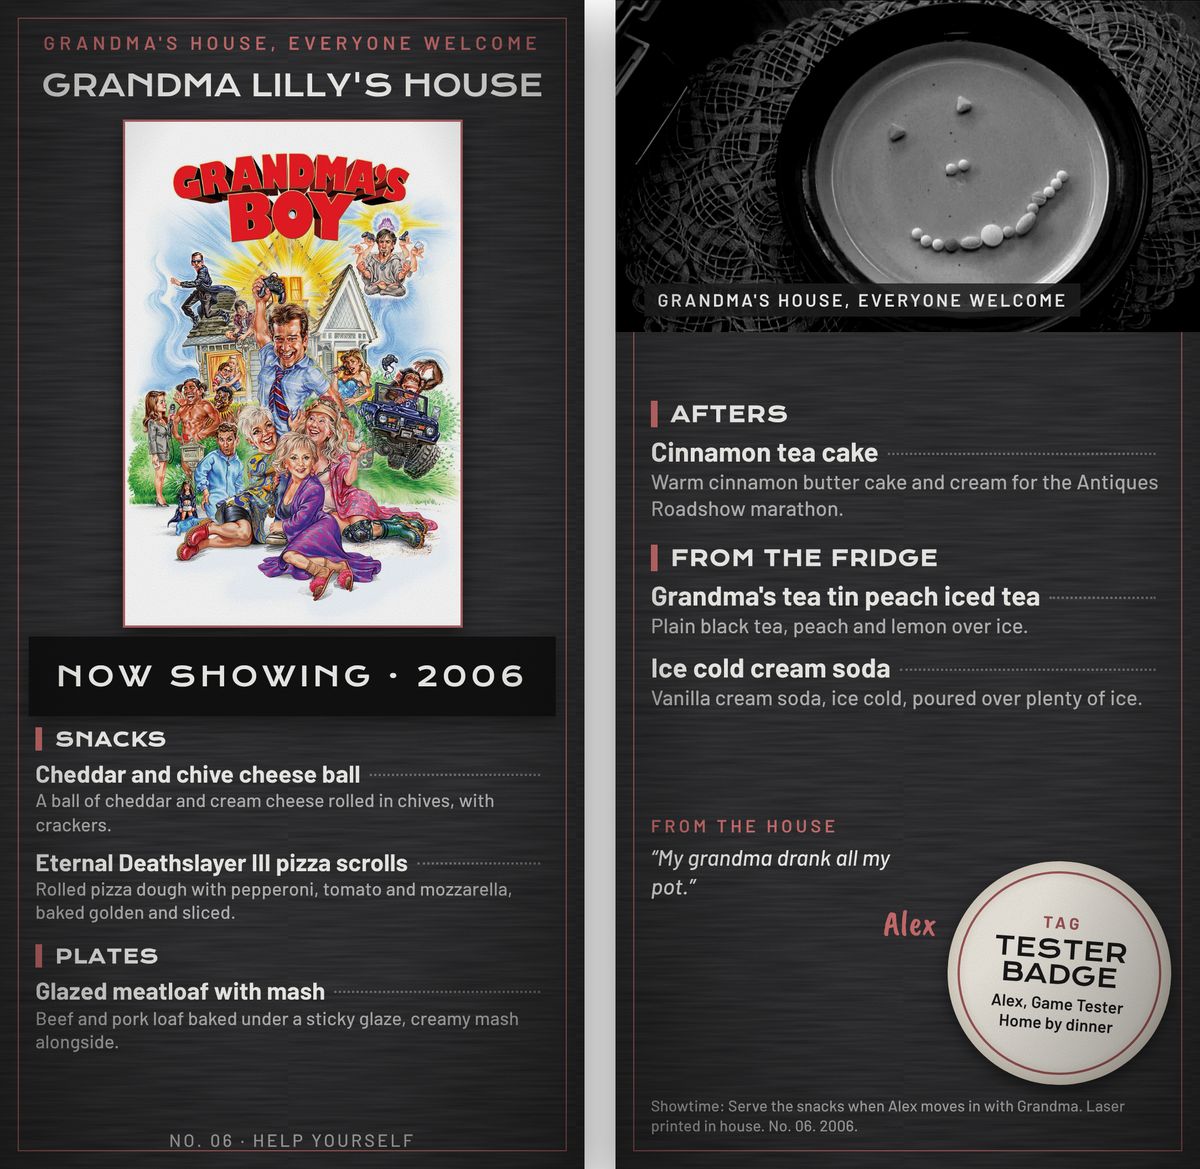 GRANDMA'S HOUSE, EVERYONE WELCOME
GRANDMA LILLY'S HOUSE
GRANDMA'S
BOY
NOW SHOWING · 2006
SNACKS
Cheddar and chive cheese ball
A ball of cheddar and cream cheese rolled in chives, with
crackers.
Eternal Deathslayer III pizza scrolls
Rolled pizza dough with pepperoni, tomato and mozzarella,
baked golden and sliced.
PLATES
Glazed meatloaf with mash
Beef and pork loaf baked under a sticky glaze, creamy mash
alongside.
NO. 06 · HELP YOURSELF
GRANDMA'S HOUSE, EVERYONE WELCOME
AFTERS
Cinnamon tea cake
Warm cinnamon butter cake and cream for the Antiques
Roadshow marathon.
FROM THE FRIDGE
Grandma's tea tin peach iced tea
Plain black tea, peach and lemon over ice.
Ice cold cream soda
Vanilla cream soda, ice cold, poured over plenty of ice.
FROM THE HOUSE
“My grandma drank all my
pot.”
Alex
TAG
TESTER
BADGE
Alex, Game Tester
Home by dinner
Showtime: Serve the snacks when Alex moves in with Grandma. Laser
printed in house. No. 06. 2006.